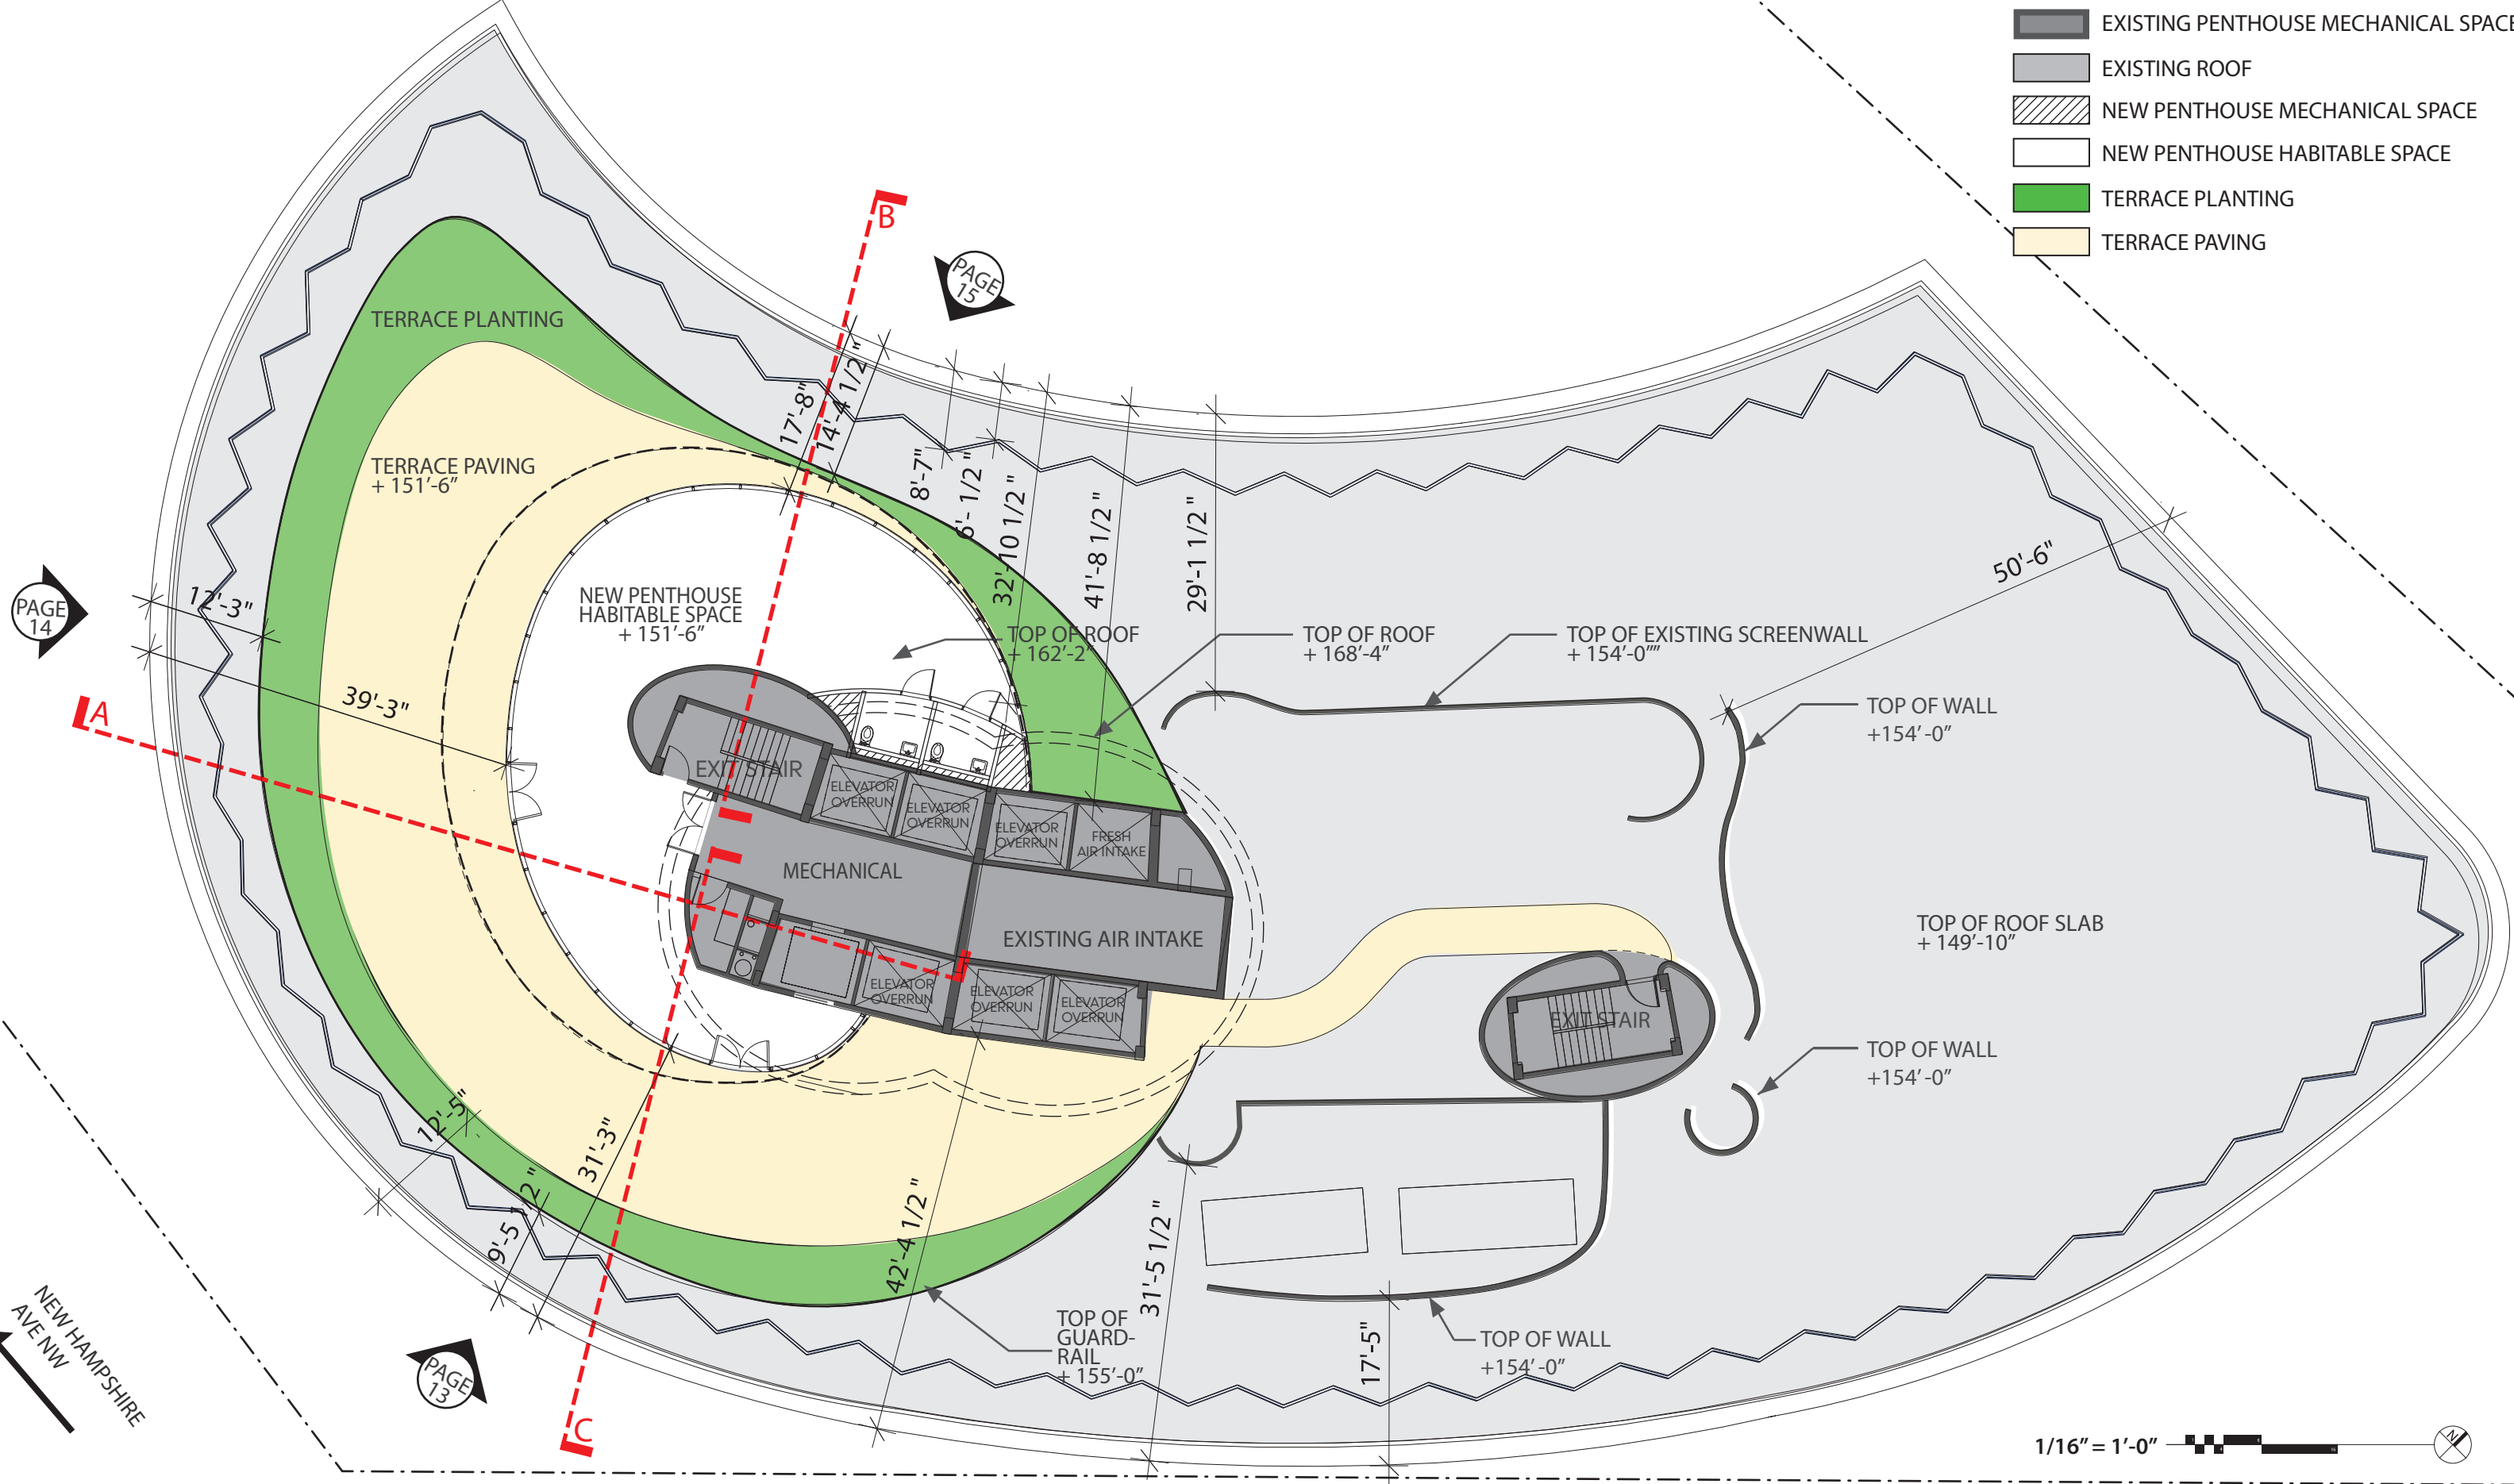 EXISTING PENTHOUSE MECHANICAL SPACE
EXISTING ROOF
NEW PENTHOUSE MECHANICAL SPACE
NEW PENTHOUSE HABITABLE SPACE
TERRACE PLANTING
TERRACE PAVING
B
PAGE
15
TERRACE PLANTING
17'-8"
14'-4 1/2 "
TERRACE PAVING
+ 151'-6"
8'-7"
6'- 1/2 "
32'-10 1/2 "
41'-8 1/2 "
29'-1 1/2 "
50'-6"
PAGE
14
12'-3"
NEW PENTHOUSE
HABITABLE SPACE
+ 151'-6"
TOP OF ROOF
+ 162'-2"
TOP OF ROOF
+ 168'-4"
TOP OF EXISTING SCREENWALL
+ 154'-0""
39'-3"
A
TOP OF WALL
+154'-0"
EXIT STAIR
ELEVATOR
OVERRUN
ELEVATOR
OVERRUN
ELEVATOR
OVERRUN
FRESH
AIR INTAKE
MECHANICAL
EXISTING AIR INTAKE
TOP OF ROOF SLAB
+ 149'-10"
ELEVATOR
OVERRUN
ELEVATOR
OVERRUN
ELEVATOR
OVERRUN
EXIT STAIR
TOP OF WALL
+154'-0"
12'-5"
31'-3"
9'-5 1/2 "
42'-4 1/2 "
31'-5 1/2 "
17'-5"
TOP OF
GUARD-
RAIL
+ 155'-0"
TOP OF WALL
+154'-0"
NEW HAMPSHIRE
AVE NW
PAGE
13
C
1/16" = 1'-0"
N